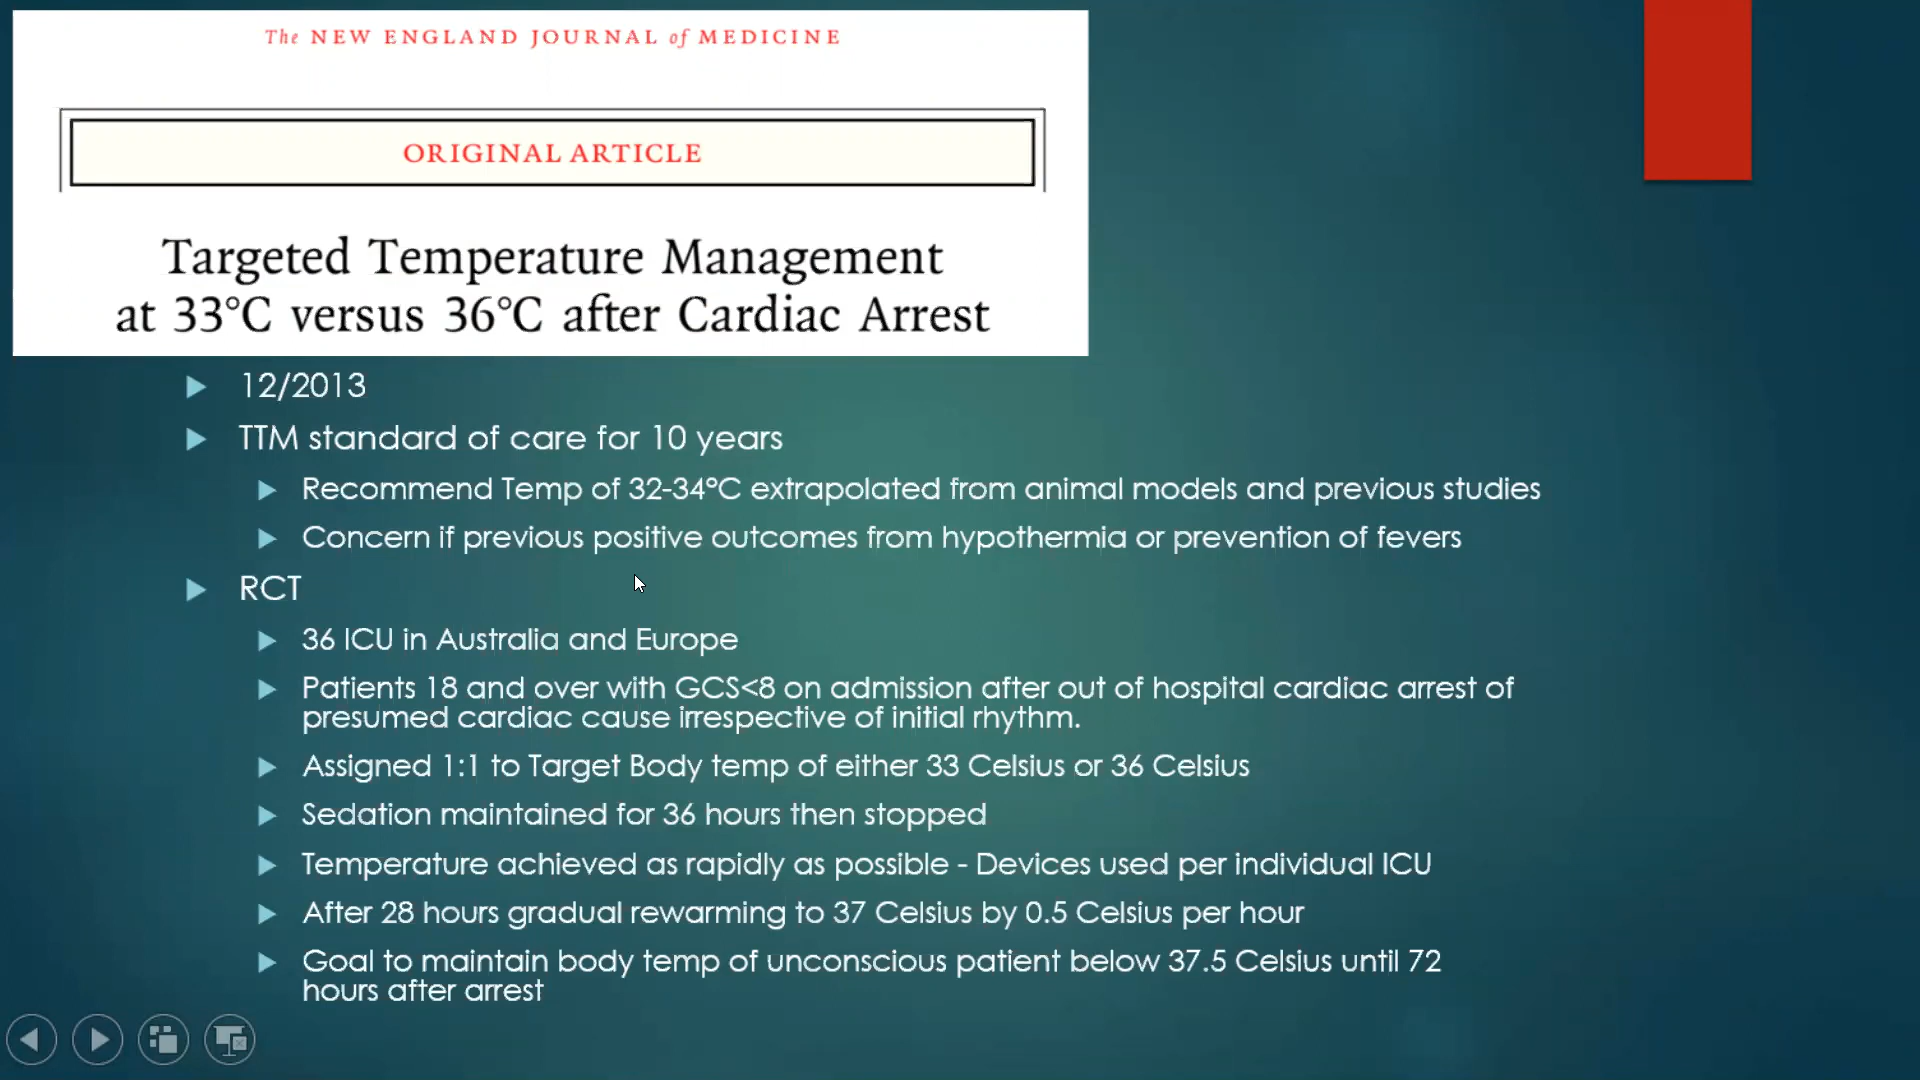 The NEW ENGLAND JOURNAL of MEDICINE
ORIGINAL ARTICLE
Targeted Temperature Management
at 33°C versus 36°C after Cardiac Arrest
12/2013
TTM standard of care for 10 years
Recommend Temp of 32-34°C extrapolated from animal models and previous studies
Concern if previous positive outcomes from hypothermia or prevention of fevers
RCT
36 ICU in Australia and Europe
Patients 18 and over with GCS<8 on admission after out of hospital cardiac arrest of
presumed cardiac cause irrespective of initial rhythm.
Assigned 1:1 to Target Body temp of either 33 Celsius or 36 Celsius
Sedation maintained for 36 hours then stopped
Temperature achieved as rapidly as possible - Devices used per individual ICU
After 28 hours gradual rewarming to 37 Celsius by 0.5 Celsius per hour
Goal to maintain body temp of unconscious patient below 37.5 Celsius until 72
hours after arrest